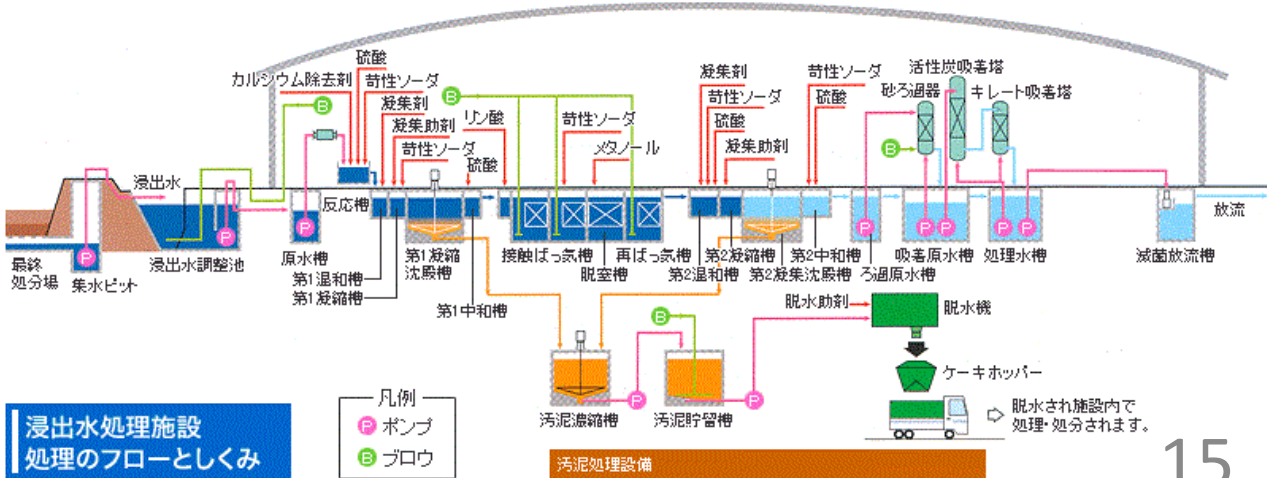 硫酸
カルシウム除去剤
苛性ソーダ
凝集剤
凝集助剤
苛性ソーダ
硫酸
B
B
リン酸
苛性ソーダ
メタノール
凝集剤
苛性ソーダ
硫酸
凝集助剤
苛性ソーダ
硫酸
活性炭吸着塔
砂ろ過器
キレート吸着塔
B
浸出水
反応槽
放流
P
P
P
P
P
P
P
P
最終
処分場
集水ピット
浸出水調整池
原水槽
第1温和槽
第1凝縮槽
第1凝縮
沈殿槽
第1中和槽
接触ばっ気槽
脱窒槽
再ばっ気槽
第2温和槽
第2凝縮槽
第2凝集沈殿槽
第2中和槽
ろ過原水槽
吸着原水槽
処理水槽
滅菌放流槽
脱水助剤
脱水機
ケーキホッパー
脱水され施設内で
処理・処分されます。
B
P
P
汚泥濃縮槽
汚泥貯留槽
浸出水処理施設
処理のフローとしくみ
凡例
P ポンプ
B ブロウ
汚泥処理設備
15